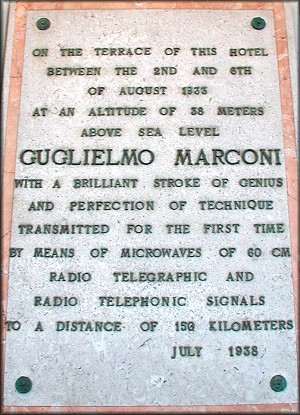 ON THE TERRACE OF THIS HOTEL
BETWEEN THE 2ND AND 6TH
OF AUGUST 1933
AT AN ALTITUDE OF 38 METERS
ABOVE SEA LEVEL
GUGLIELMO MARCONI
WITH A BRILLIANT STROKE OF GENIUS
AND PERFECTION OF TECHNIQUE
TRANSMITTED FOR THE FIRST TIME
BY MEANS OF MICROWAVES OF 60 CM
RADIO TELEGRAPHIC AND
RADIO TELEPHONIC SIGNALS
TO A DISTANCE OF 150 KILOMETERS
JULY 1938